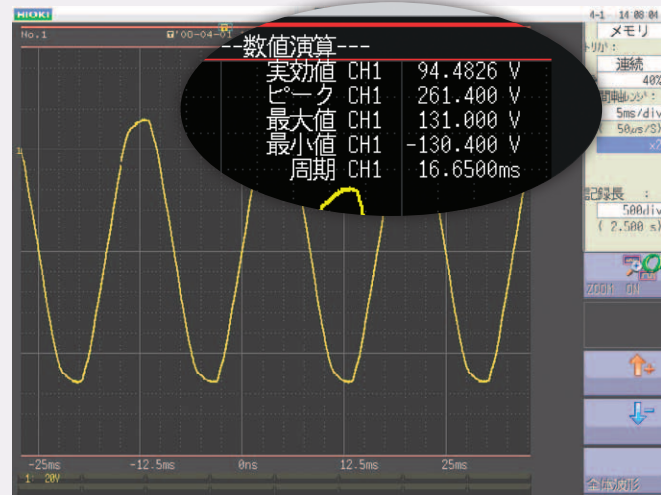 HIOKI
4-1 14:08:04
No.1
'00-04-01
メモリ
--数値演算---
実効値 CH1 94.4826 V
ピーク CH1 261.400 V
最大値 CH1 131.000 V
最小値 CH1 -130.400 V
周期 CH1 16.6500ms
連続
40%
5ms/div
( 50µs/S)
x2
記録長 :
500div
( 2.500 s)
ZOOM ON
-25ms -12.5ms 0ns 12.5ms 25ms
1: 20V
全体波形